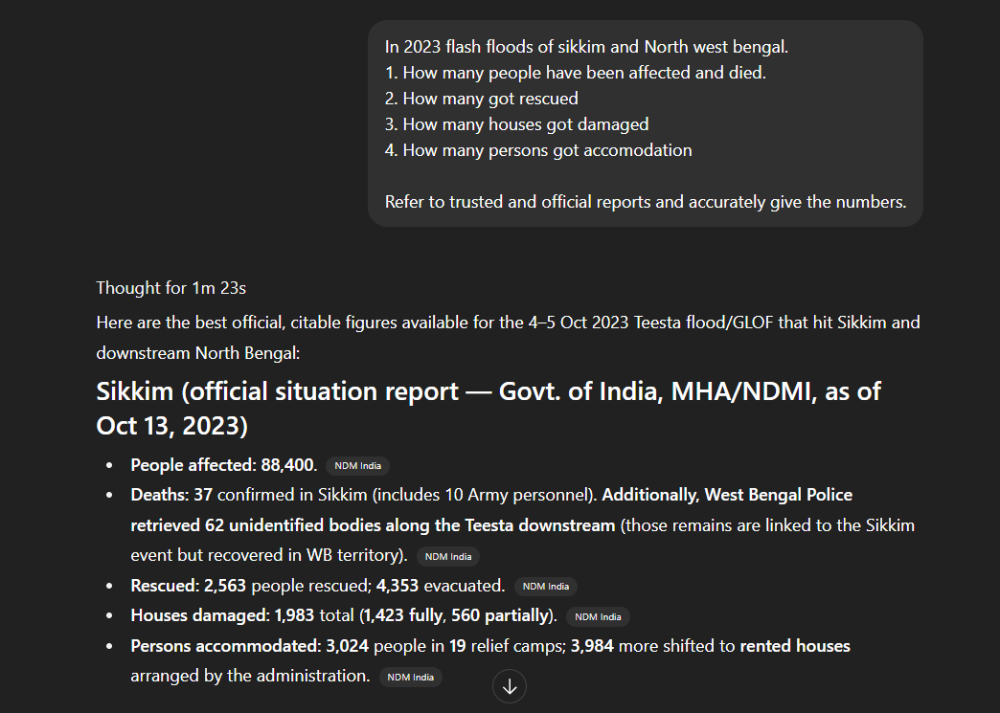 In 2023 flash floods of sikkim and North west bengal.
1. How many people have been affected and died.
2. How many got rescued
3. How many houses got damaged
4. How many persons got accomodation
Refer to trusted and official reports and accurately give the numbers.
Thought for 1m 23s
Here are the best official, citable figures available for the 4–5 Oct 2023 Teesta flood/GLOF that hit Sikkim and
downstream North Bengal:
Sikkim (official situation report — Govt. of India, MHA/NDMI, as of
Oct 13, 2023)
• People affected: 88,400. NDM India
• Deaths: 37 confirmed in Sikkim (includes 10 Army personnel). Additionally, West Bengal Police
retrieved 62 unidentified bodies along the Teesta downstream (those remains are linked to the Sikkim
event but recovered in WB territory). NDM India
• Rescued: 2,563 people rescued; 4,353 evacuated. NDM India
• Houses damaged: 1,983 total (1,423 fully, 560 partially). NDM India
• Persons accommodated: 3,024 people in 19 relief camps; 3,984 more shifted to rented houses
arranged by the administration. NDM India